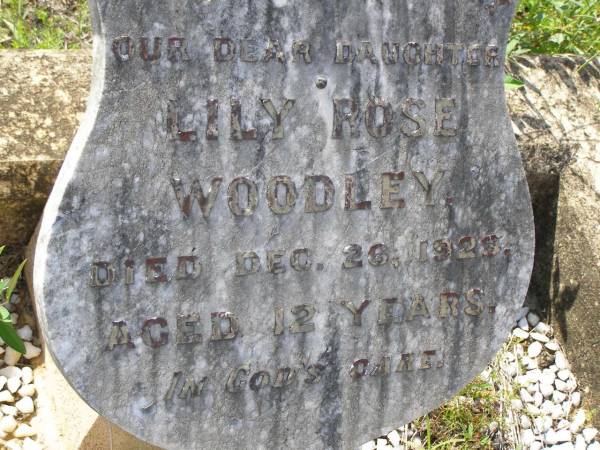 OUR DEAR DAUGHTER
LILY ROSE
WOODLEY.
DIED DEC. 26, 1923.
AGED 12 YEARS.
IN GOD'S CARE.